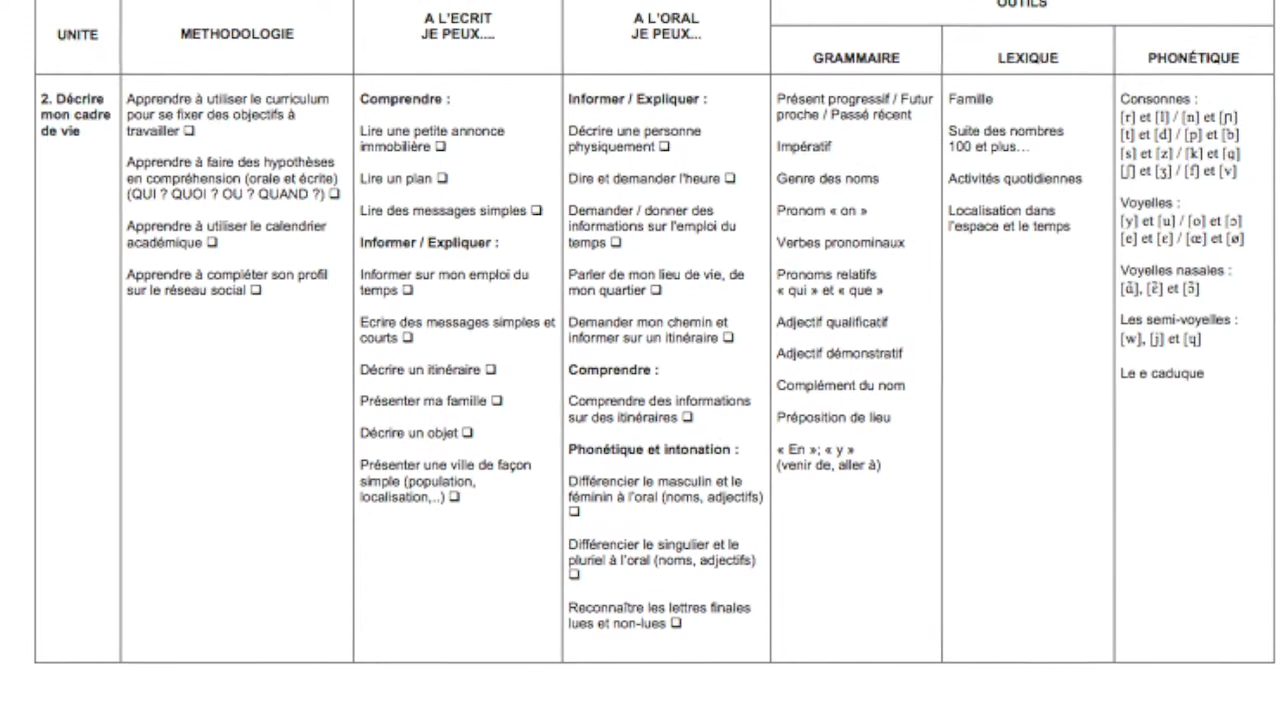 OUTILS
UNITE
METHODOLOGIE
A L'ECRIT
JE PEUX....
A L'ORAL
JE PEUX...
GRAMMAIRE
LEXIQUE
PHONÉTIQUE
2. Décrire
mon cadre
de vie
Apprendre à utiliser le curriculum
pour se fixer des objectifs à
travailler ❑
Apprendre à faire des hypothèses
en compréhension (orale et écrite)
(QUI ? QUOI ? OU ? QUAND ?) ❑
Apprendre à utiliser le calendrier
académique ❑
Apprendre à compléter son profil
sur le réseau social ❑
Comprendre :
Lire une petite annonce
immobilière ❑
Lire un plan ❑
Lire des messages simples ❑
Informer / Expliquer :
Informer sur mon emploi du
temps ❑
Ecrire des messages simples et
courts ❑
Décrire un itinéraire ❑
Présenter ma famille ❑
Décrire un objet ❑
Présenter une ville de façon
simple (population,
localisation,..) ❑
Informer / Expliquer :
Décrire une personne
physiquement ❑
Dire et demander l'heure ❑
Demander / donner des
informations sur l'emploi du
temps ❑
Parler de mon lieu de vie, de
mon quartier ❑
Demander mon chemin et
informer sur un itinéraire ❑
Comprendre :
Comprendre des informations
sur des itinéraires ❑
Phonétique et intonation :
Différencier le masculin et le
féminin à l'oral (noms, adjectifs)
❑
Différencier le singulier et le
pluriel à l'oral (noms, adjectifs)
❑
Reconnaître les lettres finales
lues et non-lues ❑
Présent progressif / Futur
proche / Passé récent
Impératif
Genre des noms
Pronom « on »
Verbes pronominaux
Pronoms relatifs
« qui » et « que »
Adjectif qualificatif
Adjectif démonstratif
Complément du nom
Préposition de lieu
« En »; « y »
(venir de, aller à)
Famille
Suite des nombres
100 et plus…
Activités quotidiennes
Localisation dans
l'espace et le temps
Consonnes :
[r] et [l] / [n] et [ɲ]
[t] et [d] / [p] et [b]
[s] et [z] / [k] et [g]
[ʃ] et [ʒ] / [f] et [v]
Voyelles :
[y] et [u] / [o] et [ɔ]
[e] et [ɛ] / [œ] et [ø]
Voyelles nasales :
[ɑ̃], [ɛ̃] et [ɔ̃]
Les semi-voyelles :
[w], [j] et [ɥ]
Le e caduque